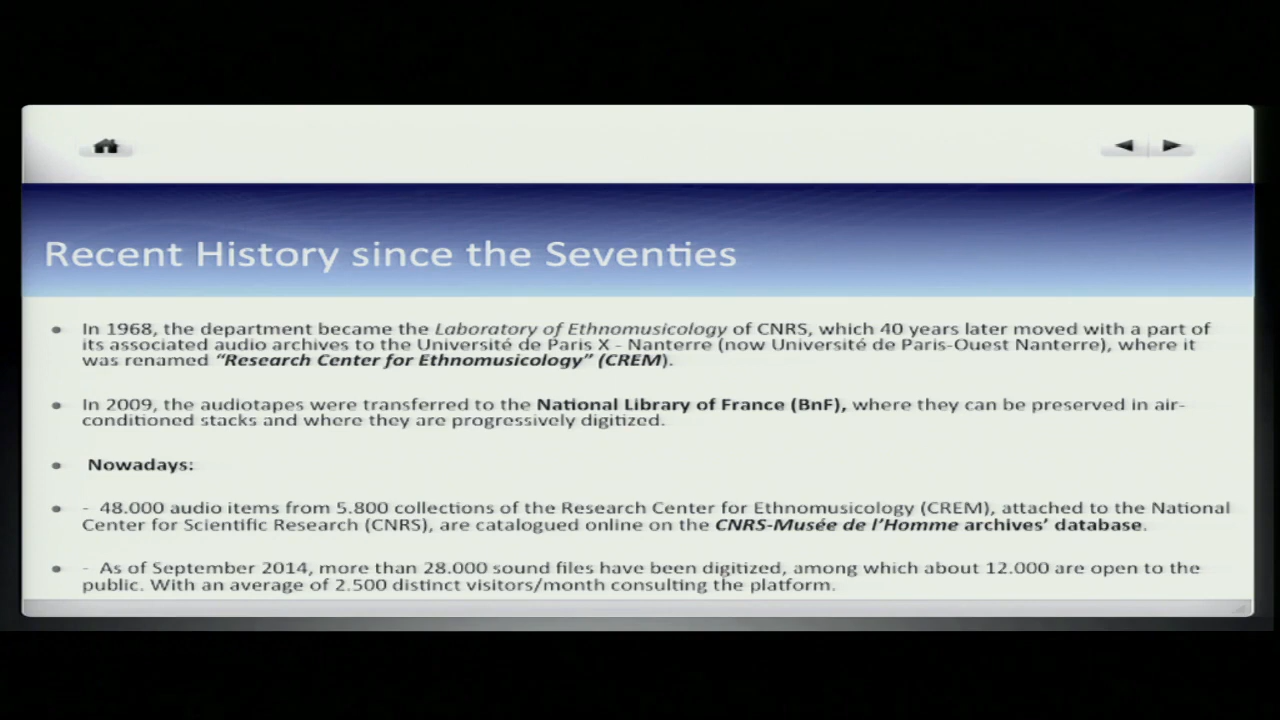 Recent History since the Seventies
• In 1968, the department became the Laboratory of Ethnomusicology of CNRS, which 40 years later moved with a part of
its associated audio archives to the Université de Paris X - Nanterre (now Université de Paris-Ouest Nanterre), where it
was renamed “Research Center for Ethnomusicology” (CREM).
• In 2009, the audiotapes were transferred to the National Library of France (BnF), where they can be preserved in air-
conditioned stacks and where they are progressively digitized.
• Nowadays:
• - 48.000 audio items from 5.800 collections of the Research Center for Ethnomusicology (CREM), attached to the National
Center for Scientific Research (CNRS), are catalogued online on the CNRS-Musée de l’Homme archives’ database.
• - As of September 2014, more than 28.000 sound files have been digitized, among which about 12.000 are open to the
public. With an average of 2.500 distinct visitors/month consulting the platform.